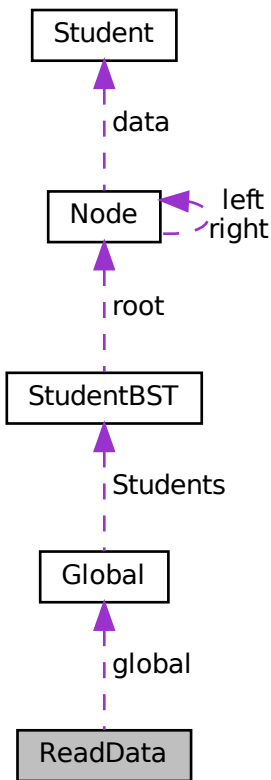 Student
data
Node
left
right
root
StudentBST
Students
Global
global
ReadData